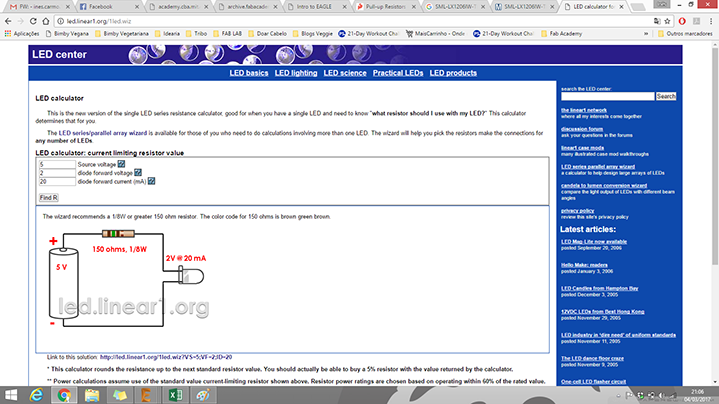 FWI - ines.carmo
Facebook
academy.cba.mit
archive.fabacade
Intro to EAGLE
Pull-up Resistors
SML-LX1206W-T
SML-LX1206W-
LED calculator fo
led.linear1.org/1led.wiz
Aplicações
Bimby Vegana
Bimby Vegetariana
Ideana
Tribo
FAB LAB
Doar Cabelo
Blogs Veggie
21-Day Workout Chal
MaisCarrinho - Onde
21-Day Workout Chal
Fab Academy
Outros marcadores
LED center
LED basics LED lighting LED science Practical LEDs LED products
LED calculator
This is the new version of the single LED series resistance calculator, good for when you have a single LED and need to know "what resistor should I use with my LED?" This calculator
determines that for you.
The LED series/parallel array wizard is available for those of you who need to do calculations involving more than one LED. The wizard will help you pick the resistors make the connections for
any number of LEDs.
LED calculator: current limiting resistor value
5 Source voltage
2 diode forward voltage
20 diode forward current (mA)
Find R
The wizard recommends a 1/8W or greater 150 ohm resistor. The color code for 150 ohms is brown green brown.
+
150 ohms, 1/8W
2V @ 20 mA
5 V
led.linear1.org
-
Link to this solution: http://led.linear1.org/1led.wiz?VS=5;VF=2;ID=20
* This calculator rounds the resistance up to the next standard resistor value. You should actually be able to buy a 5% resistor with the value returned by the calculator.
** Power calculations assume use of the standard value current-limiting resistor shown above. Resistor power ratings are chosen based on operating within 60% of the rated value.
search the LED center:
Search
the linear1 network
where all my interests come together
discussion forum
ask your questions in the forums
linear1 case mods
many illustrated case mod walkthroughs
LED series parallel array wizard
a calculator to help design large arrays of LEDs
candela to lumen conversion wizard
compare the light output of LEDs with different beam
angles
privacy policy
review this site's privacy policy
Latest articles:
LED Mag-Lite now available
posted September 20, 2006
Hello Make: readers
posted January 3, 2006
LED Candles from Hampton Bay
posted December 3, 2005
12VDC LEDs from Best Hong Kong
posted November 29, 2005
LED industry in 'dire need' of uniform standards
posted November 11, 2005
The LED dance floor craze
posted November 9, 2005
One-cell LED flasher circuit
21:06
04/03/2017